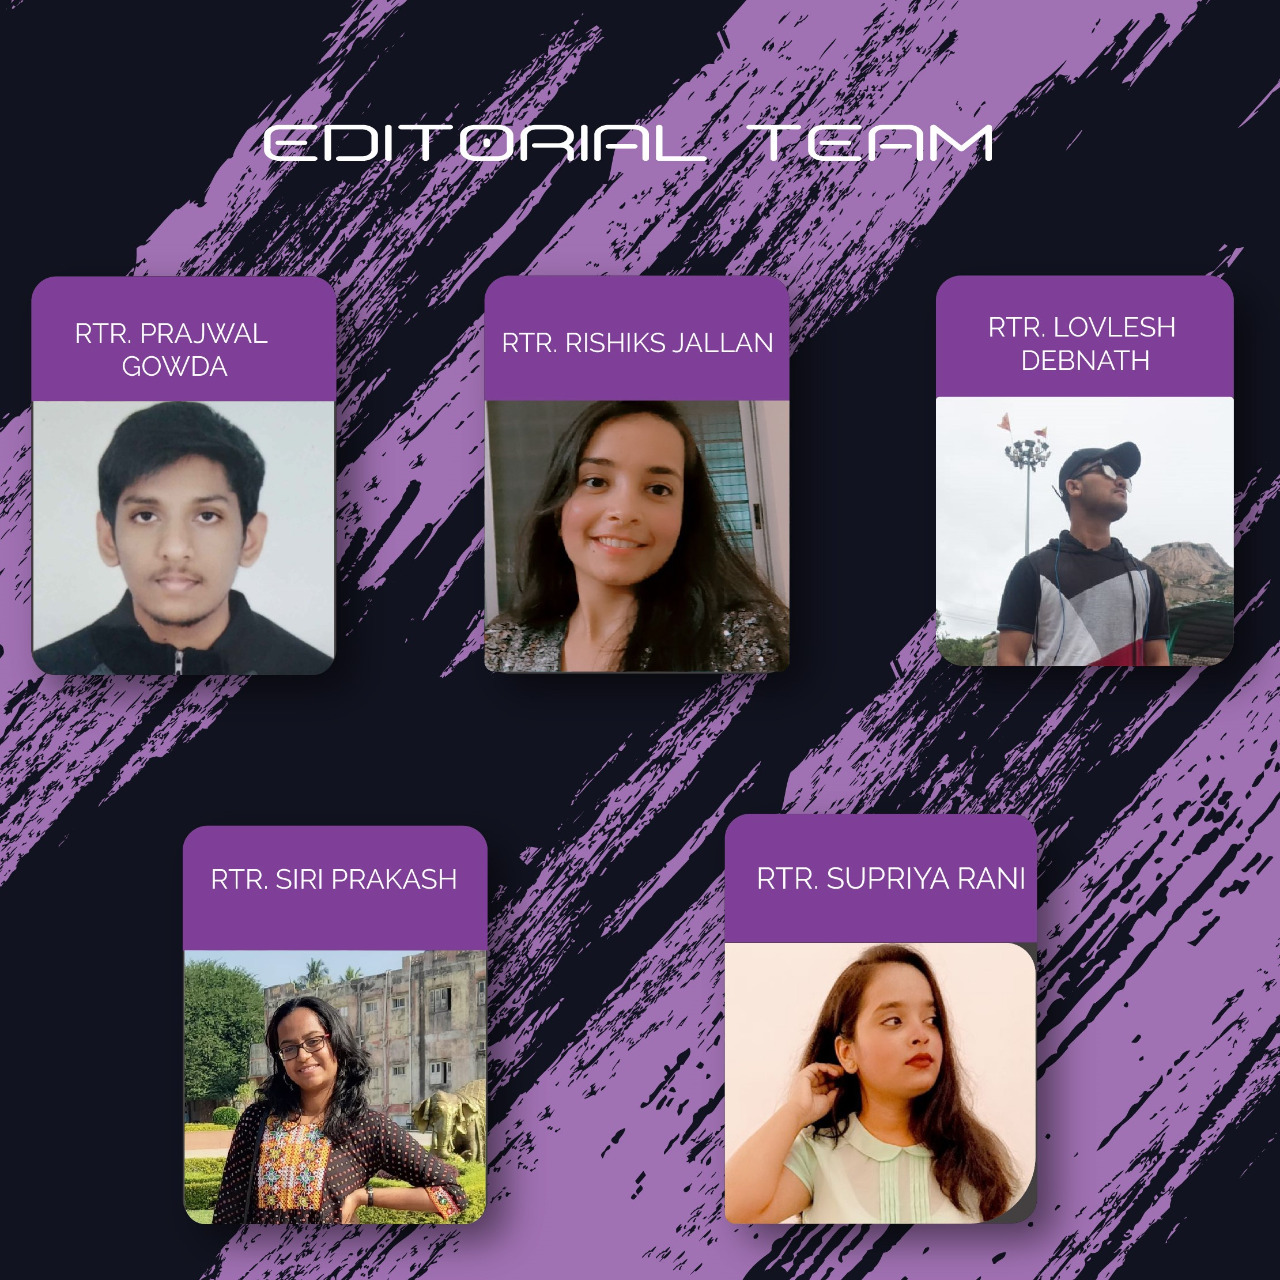 EDITORIAL TEAM
RTR. PRAJWAL
GOWDA
RTR. RISHIKS JALLAN
RTR. LOVLESH
DEBNATH
RTR. SIRI PRAKASH
RTR. SUPRIYA RANI